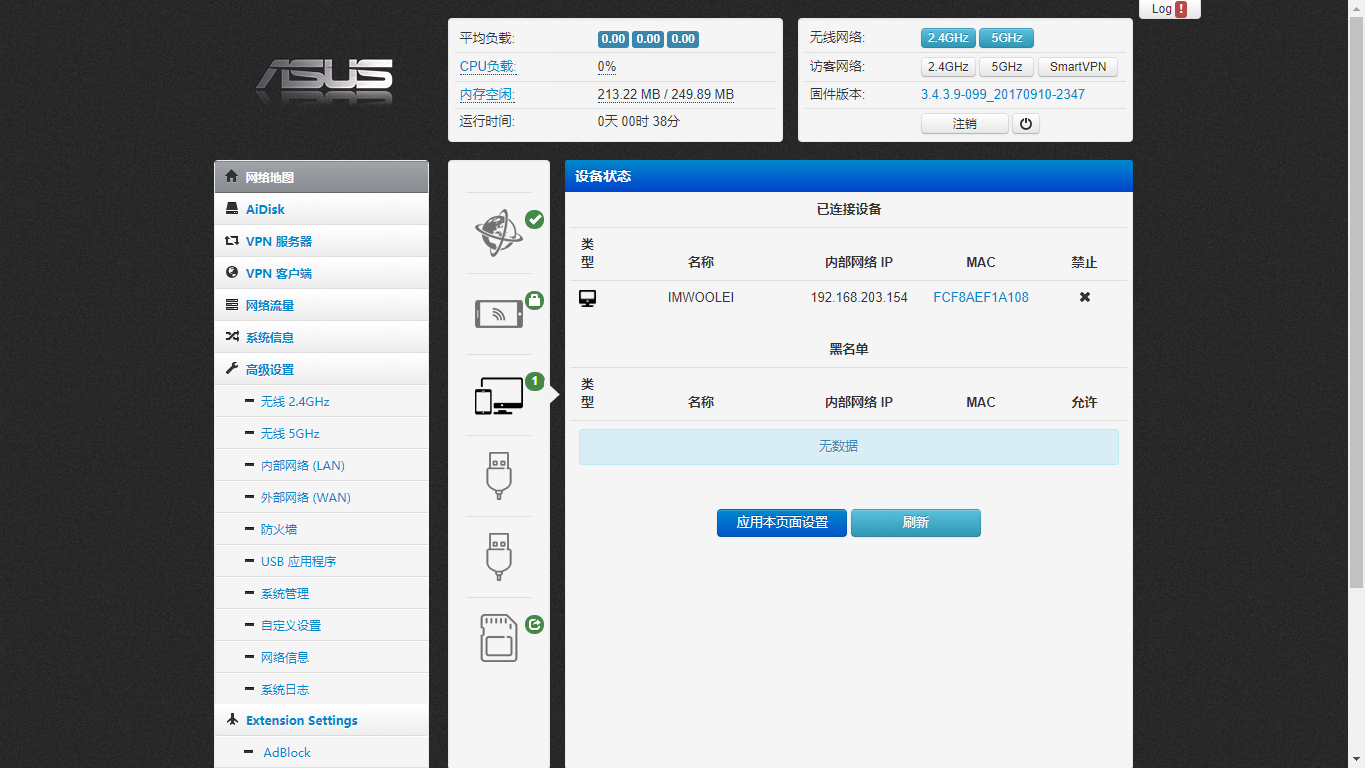 Log !
ASUS
平均负载: 0.00 0.00 0.00
CPU负载: 0%
内存空闲: 213.22 MB / 249.89 MB
运行时间: 0天 00时 38分
无线网络: 2.4GHz 5GHz
访客网络: 2.4GHz 5GHz SmartVPN
固件版本: 3.4.3.9-099_20170910-2347
注销
网络地图
AiDisk
VPN 服务器
VPN 客户端
网络流量
系统信息
高级设置
无线 2.4GHz
无线 5GHz
内部网络 (LAN)
外部网络 (WAN)
防火墙
USB 应用程序
系统管理
自定义设置
网络信息
系统日志
Extension Settings
AdBlock
1
设备状态
已连接设备
类型 名称 内部网络 IP MAC 禁止
IMWOOLEI 192.168.203.154 FCF8AEF1A108
黑名单
类型 名称 内部网络 IP MAC 允许
无数据
应用本页面设置 刷新